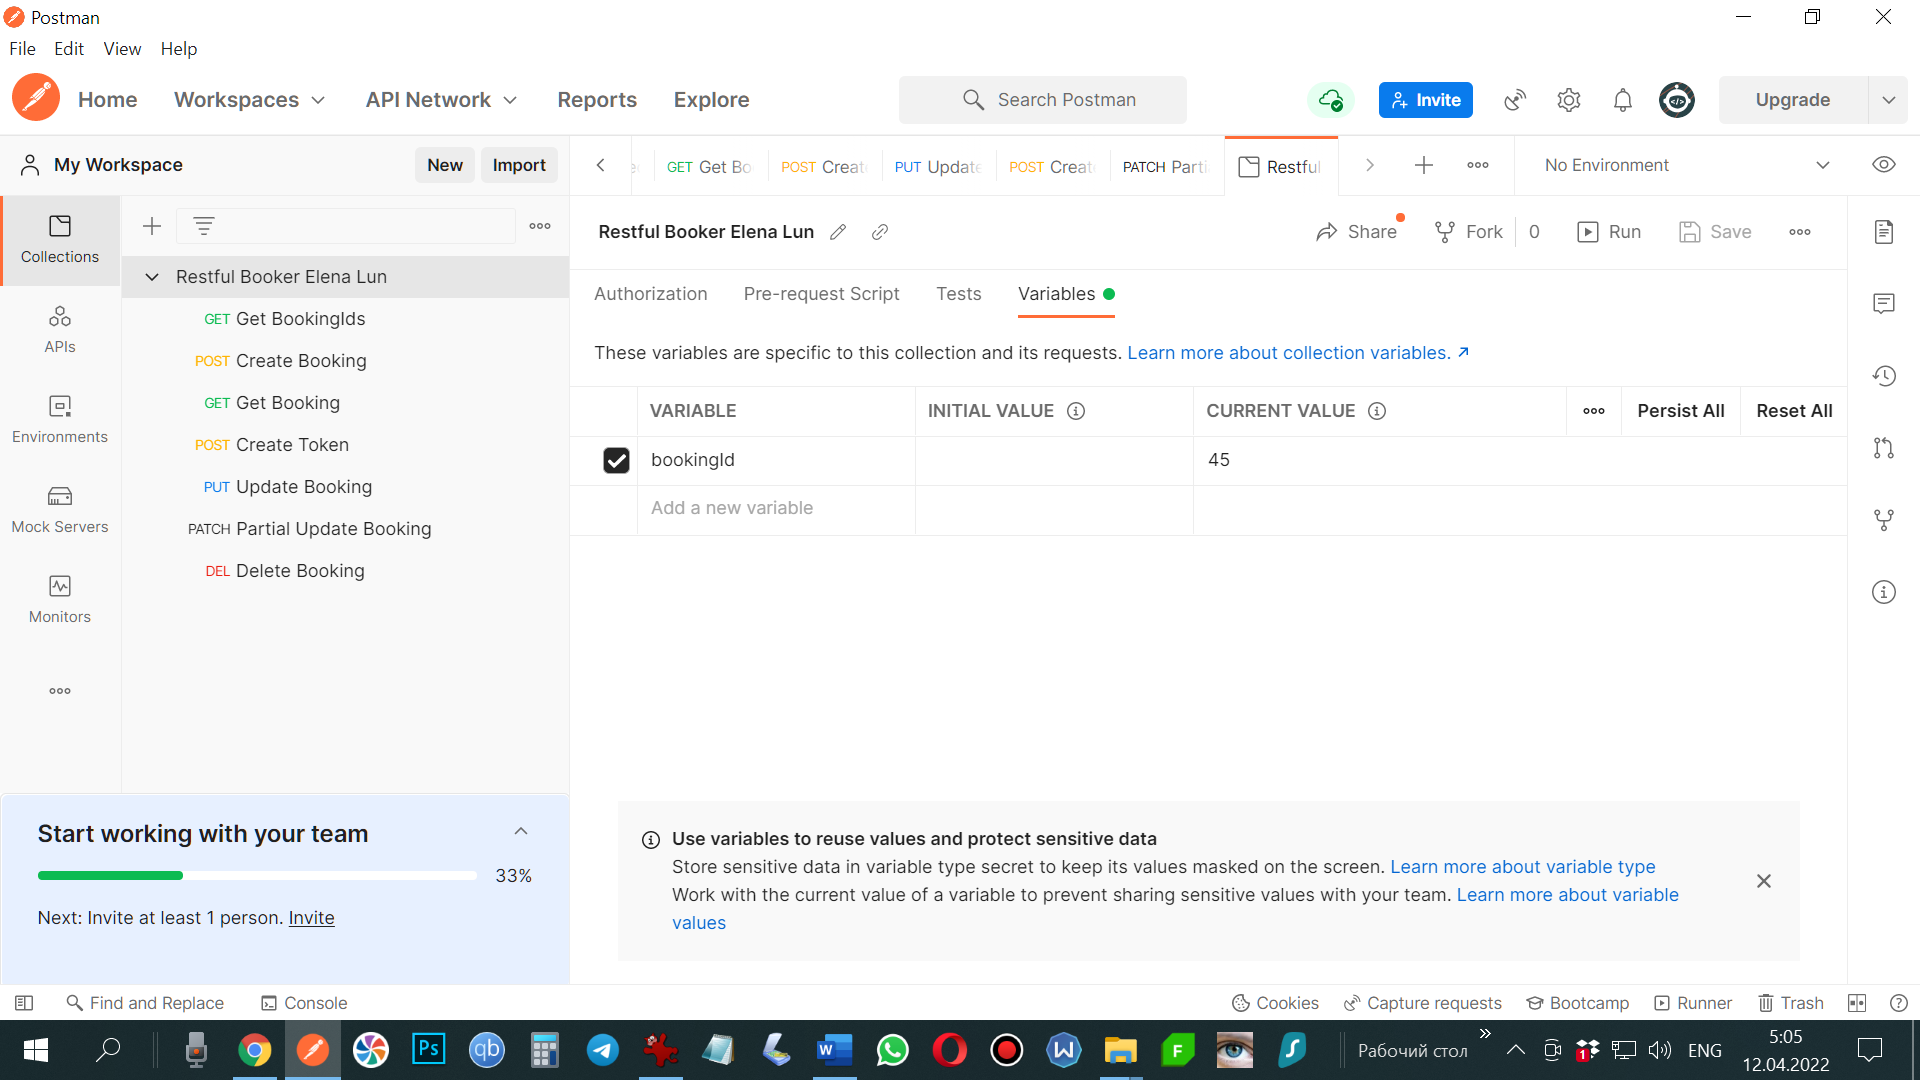 Postman
File Edit View Help
Home Workspaces API Network Reports Explore Search Postman Invite Upgrade
My Workspace New Import
GET Get Bo POST Creat PUT Update POST Creat PATCH Parti Restful No Environment
Collections
APIs
Environments
Mock Servers
Monitors
Restful Booker Elena Lun
GET Get BookingIds
POST Create Booking
GET Get Booking
POST Create Token
PUT Update Booking
PATCH Partial Update Booking
DEL Delete Booking
Restful Booker Elena Lun Share Fork 0 Run Save
Authorization Pre-request Script Tests Variables
These variables are specific to this collection and its requests. Learn more about collection variables. ↗
VARIABLE INITIAL VALUE CURRENT VALUE Persist All Reset All
bookingId 45
Add a new variable
Use variables to reuse values and protect sensitive data
Store sensitive data in variable type secret to keep its values masked on the screen. Learn more about variable type
Work with the current value of a variable to prevent sharing sensitive values with your team. Learn more about variable
values
Start working with your team
33%
Next: Invite at least 1 person. Invite
Find and Replace Console Cookies Capture requests Bootcamp Runner Trash
Ps qb W F Рабочий стол » 1 ENG
5:05
12.04.2022